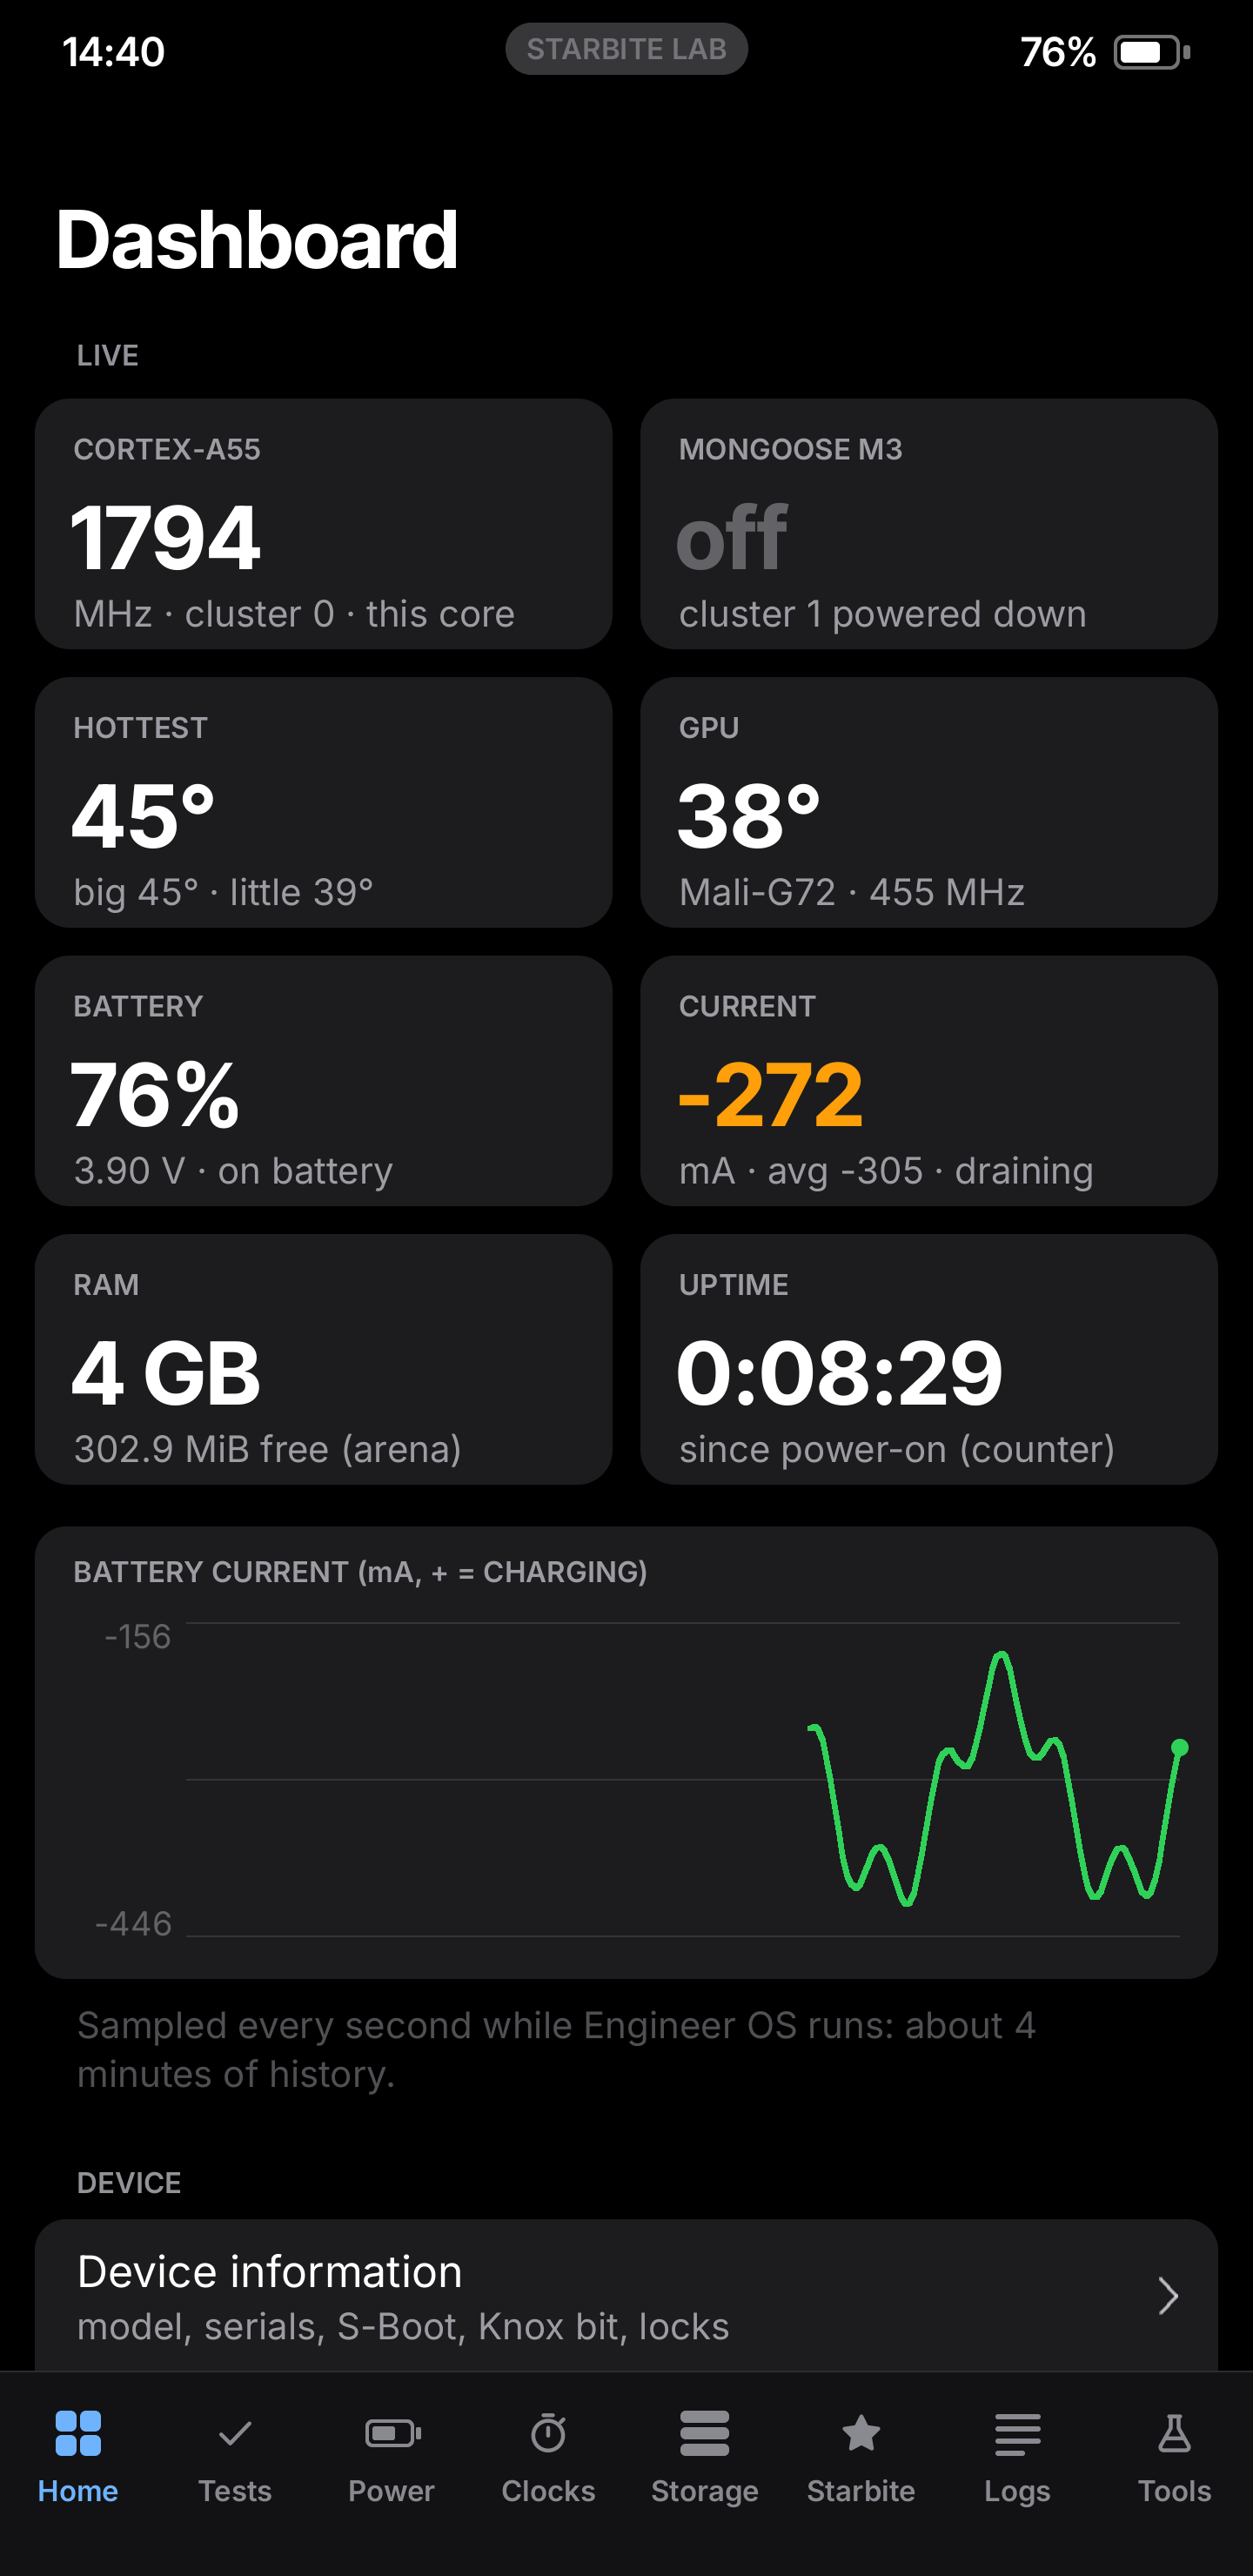 14:40
STARBITE LAB
76%
Dashboard
LIVE
CORTEX-A55
1794
MHz · cluster 0 · this core
MONGOOSE M3
off
cluster 1 powered down
HOTTEST
45°
big 45° · little 39°
GPU
38°
Mali-G72 · 455 MHz
BATTERY
76%
3.90 V · on battery
CURRENT
-272
mA · avg -305 · draining
RAM
4 GB
302.9 MiB free (arena)
UPTIME
0:08:29
since power-on (counter)
BATTERY CURRENT (mA, + = CHARGING)
-156
-446
Sampled every second while Engineer OS runs: about 4
minutes of history.
DEVICE
Device information
model, serials, S-Boot, Knox bit, locks
Home
Tests
Power
Clocks
Storage
Starbite
Logs
Tools